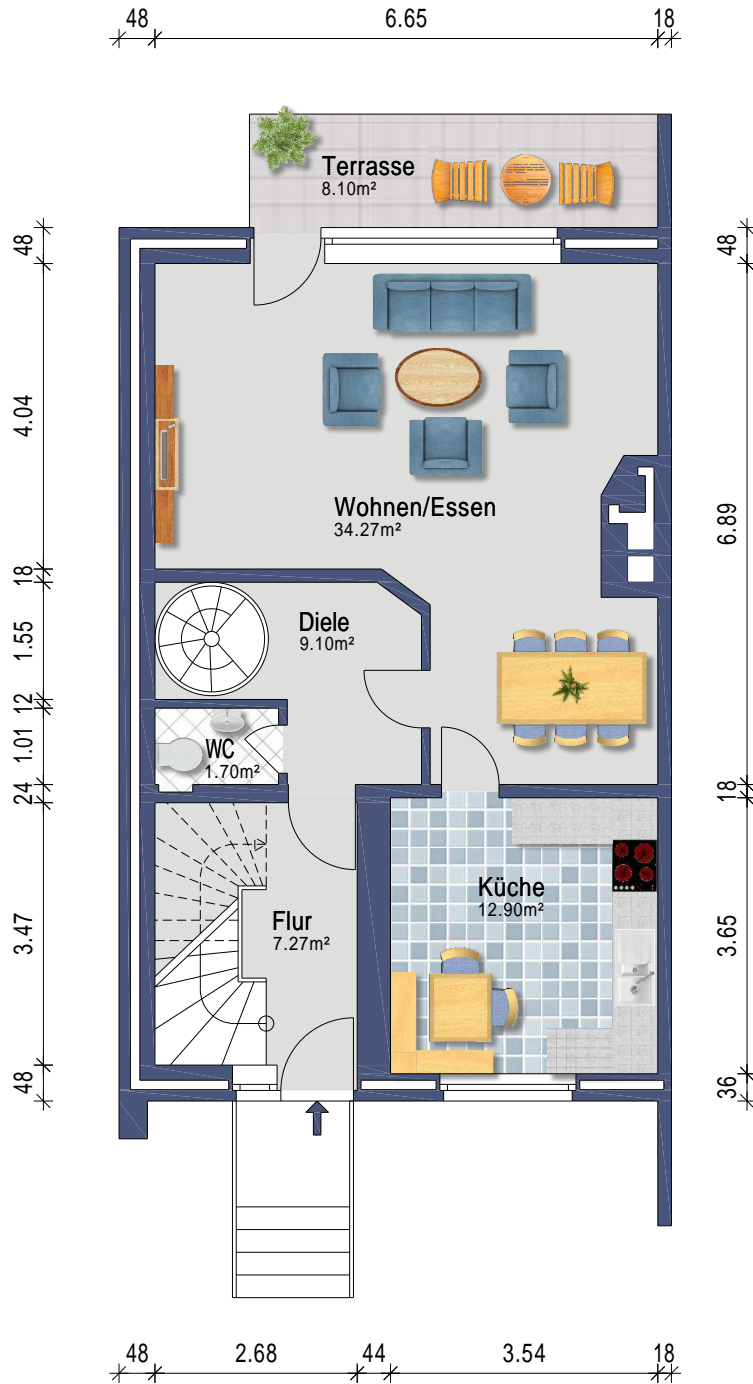 48 6.65 18
Terrasse
8.10m²
48
48
4.04
Wohnen/Essen
34.27m²
6.89
18
1.55
Diele
9.10m²
12
1.01
WC
1.70m²
24
18
Küche
12.90m²
Flur
7.27m²
3.47
3.65
48
36
48 2.68 44 3.54 18